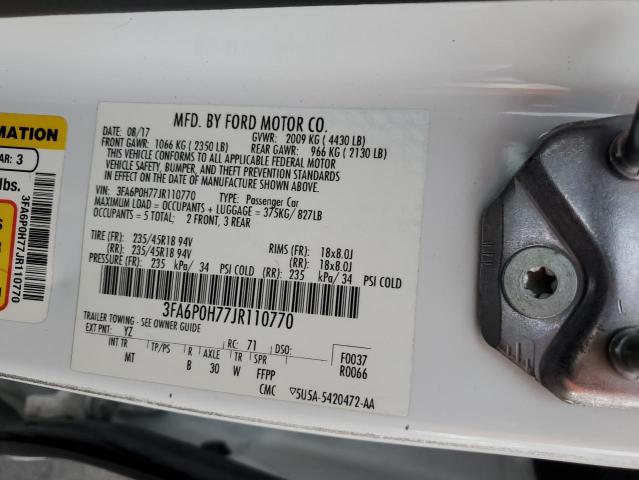 MFD. BY FORD MOTOR CO.
DATE: 08/17 GVWR: 2009 KG ( 4430 LB)
FRONT GAWR: 1066 KG ( 2350 LB) REAR GAWR: 966 KG ( 2130 LB)
THIS VEHICLE CONFORMS TO ALL APPLICABLE FEDERAL MOTOR
VEHICLE SAFETY, BUMPER, AND THEFT PREVENTION STANDARDS
IN EFFECT ON THE DATE OF MANUFACTURE SHOWN ABOVE.
VIN: 3FA6P0H77JR110770 TYPE: Passenger Car
MAXIMUM LOAD = OCCUPANTS + LUGGAGE = 375KG/ 827LB
OCCUPANTS = 5 TOTAL: 2 FRONT, 3 REAR
TIRE (FR): 235/45R18 94V RIMS (FR): 18x8.0J
(RR): 235/45R18 94V (RR): 18x8.0J
PRESSURE (FR): 235 kPa/ 34 PSI COLD (RR): 235 kPa/ 34 PSI COLD
3FA6P0H77JR110770
TRAILER TOWING - SEE OWNER GUIDE
EXT PNT: YZ RC: 71 DSO: F0037
INT TR TP/PS R AXLE TR SPR R0066
MT B 30 W FFPP
CMC 5U5A-5420472-AA
MATION
AR: 3
lbs.
3FA6P0H77JR110770